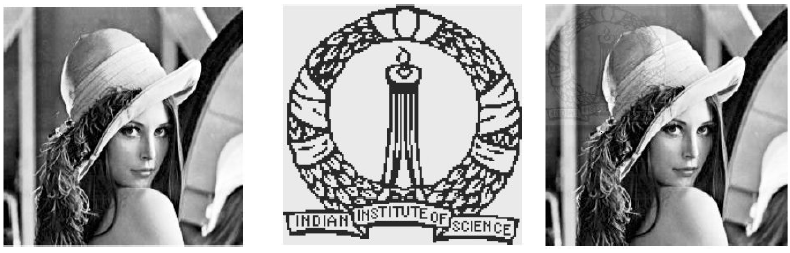 INDIAN INSTITUTE OF SCIENCE